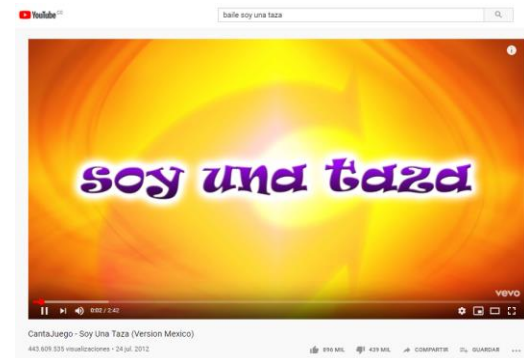 YouTube
baile soy una taza
soy una taza
vevo
0:02 / 2:42
CantaJuego - Soy Una Taza (Version Mexico)
443.609.535 visualizaciones • 24 jul. 2012
896 MIL
439 MIL
COMPARTIR
GUARDAR